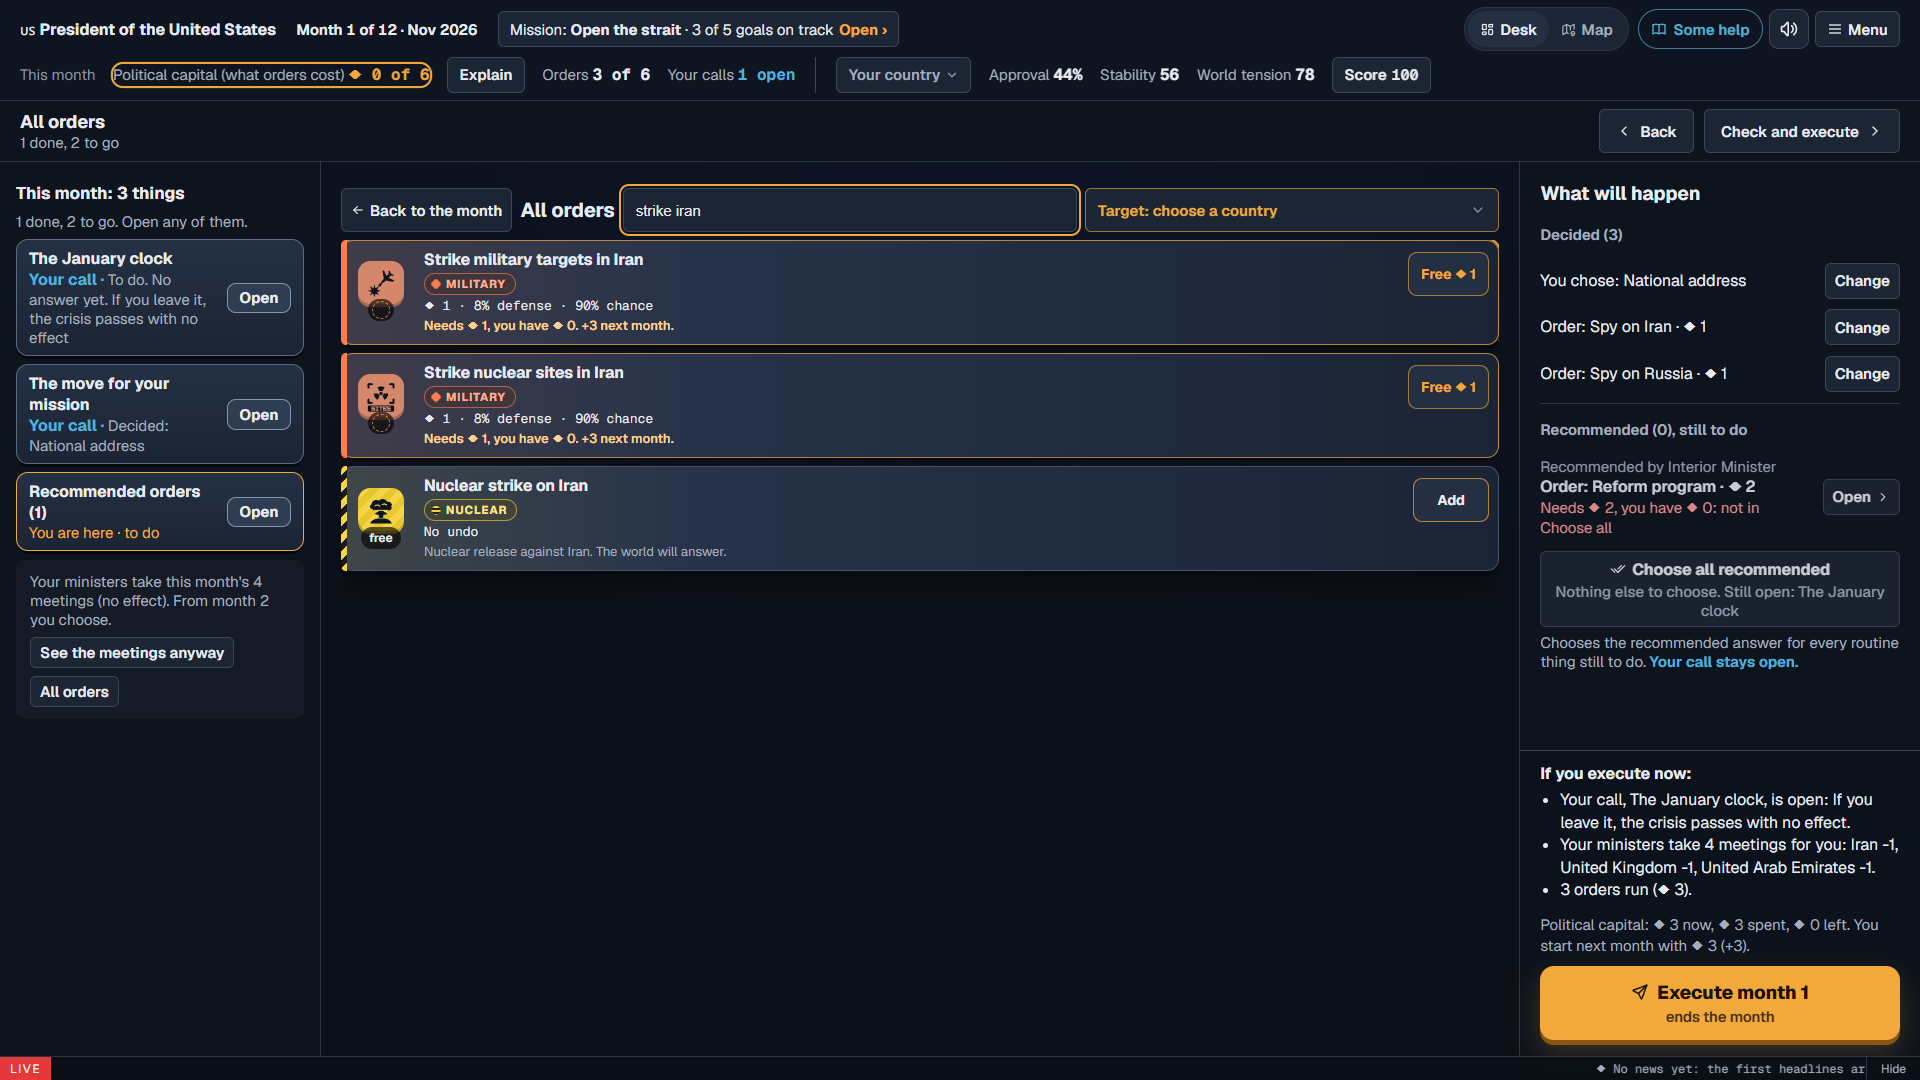 US President of the United States
Month 1 of 12 · Nov 2026
Mission: Open the strait · 3 of 5 goals on track Open ›
Desk
Map
Some help
Menu
This month
Political capital (what orders cost) ◆ 0 of 6
Explain
Orders 3 of 6
Your calls 1 open
Your country
Approval 44%
Stability 56
World tension 78
Score 100
All orders
1 done, 2 to go
Back
Check and execute
This month: 3 things
1 done, 2 to go. Open any of them.
The January clock
Your call · To do. No
answer yet. If you leave it,
the crisis passes with no
effect
Open
The move for your
mission
Your call · Decided:
National address
Open
Recommended orders
(1)
You are here · to do
Open
Your ministers take this month's 4
meetings (no effect). From month 2
you choose.
See the meetings anyway
All orders
← Back to the month
All orders
strike iran
Target: choose a country
Strike military targets in Iran
MILITARY
◆ 1 · 8% defense · 90% chance
Needs ◆ 1, you have ◆ 0. +3 next month.
Free ◆ 1
Strike nuclear sites in Iran
MILITARY
◆ 1 · 8% defense · 90% chance
Needs ◆ 1, you have ◆ 0. +3 next month.
Free ◆ 1
SITES
Nuclear strike on Iran
NUCLEAR
No undo
Nuclear release against Iran. The world will answer.
free
Add
What will happen
Decided (3)
You chose: National address
Change
Order: Spy on Iran · ◆ 1
Change
Order: Spy on Russia · ◆ 1
Change
Recommended (0), still to do
Recommended by Interior Minister
Order: Reform program · ◆ 2
Needs ◆ 2, you have ◆ 0: not in
Choose all
Open
Choose all recommended
Nothing else to choose. Still open: The January
clock
Chooses the recommended answer for every routine
thing still to do. Your call stays open.
If you execute now:
• Your call, The January clock, is open: If you
leave it, the crisis passes with no effect.
• Your ministers take 4 meetings for you: Iran -1,
United Kingdom -1, United Arab Emirates -1.
• 3 orders run (◆ 3).
Political capital: ◆ 3 now, ◆ 3 spent, ◆ 0 left. You
start next month with ◆ 3 (+3).
Execute month 1
ends the month
LIVE
◆ No news yet: the first headlines ar
Hide